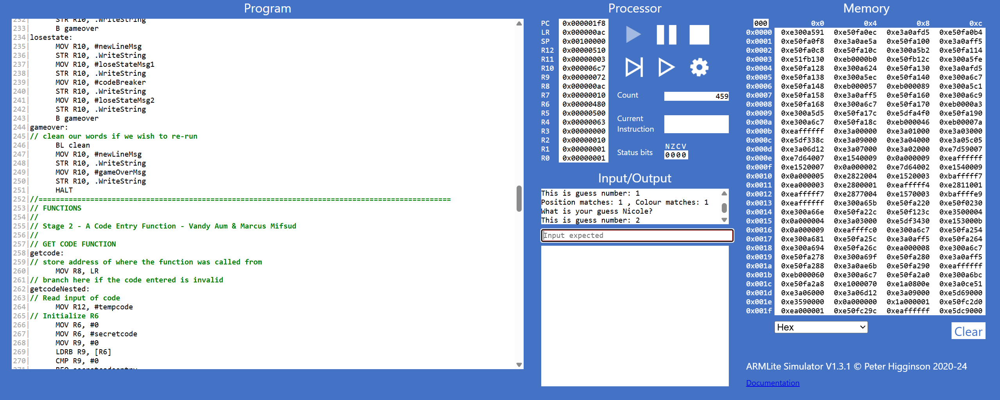 Program
232|      STR R10, .WriteString
233|      B gameover
234|losestate:
235|      MOV R10, #newLineMsg
236|      STR R10, .WriteString
237|      MOV R10, #loseStateMsg1
238|      STR R10, .WriteString
239|      MOV R10, #codeBreaker
240|      STR R10, .WriteString
241|      MOV R10, #loseStateMsg2
242|      STR R10, .WriteString
243|      B gameover
244|gameover:
245|// clean our words if we wish to re-run
246|      BL clean
247|      MOV R10, #newLineMsg
248|      STR R10, .WriteString
249|      MOV R10, #gameOverMsg
250|      STR R10, .WriteString
251|      HALT
252|//================================================================================================
253|// FUNCTIONS
254|//
255|// Stage 2 - A Code Entry Function - Vandy Aum & Marcus Mifsud
256|//
257|// GET CODE FUNCTION
258|getcode:
259|// store address of where the function was called from
260|      MOV R8, LR
261|// branch here if the code entered is invalid
262|getcodeNested:
263|// Read input of code
264|      MOV R12, #tempcode
265|// Initialize R6
266|      MOV R6, #0
267|      MOV R6, #secretcode
268|      MOV R9, #0
269|      LDRB R9, [R6]
270|      CMP R9, #0
271|      BEQ secretcodeentry
Processor
PC 0x000001f8
LR 0x000000ac
SP 0x00100000
R12 0x00000510
R11 0x00000003
R10 0x000006c7
R9 0x00000072
R8 0x000000ac
R7 0x00000010
R6 0x00000480
R5 0x00000500
R4 0x00000063
R3 0x00000000
R2 0x00000010
R1 0x00000001
R0 0x00000001
Count 459
Current
Instruction
Status bits
NZCV
0000
Input/Output
This is guess number: 1
Position matches: 1 , Colour matches: 1
What is your guess Nicole?
This is guess number: 2
Input expected
Memory
000 0x0 0x4 0x8 0xc
0x0000 0xe300a591 0xe50fa0ec 0xe3a0afd5 0xe50fa0b4
0x0001 0xe50fa0f8 0xe3a0ae5a 0xe50fa100 0xe3a0aff5
0x0002 0xe50fa0c8 0xe50fa10c 0xe300a5b2 0xe50fa114
0x0003 0xe51fb130 0xeb0000b0 0xe50fb12c 0xe300a5fe
0x0004 0xe50fa128 0xe300a624 0xe50fa130 0xe3a0afd5
0x0005 0xe50fa138 0xe300a5ec 0xe50fa140 0xe300a6c7
0x0006 0xe50fa148 0xeb000057 0xeb000089 0xe300a5c1
0x0007 0xe50fa158 0xe3a0aff5 0xe50fa160 0xe300a6c9
0x0008 0xe50fa168 0xe300a6c7 0xe50fa170 0xeb0000a3
0x0009 0xe300a5d5 0xe50fa17c 0xe5dfa4f0 0xe50fa190
0x000a 0xe300a6c7 0xe50fa18c 0xeb000046 0xeb00007a
0x000b 0xeaffffff 0xe3a00000 0xe3a01000 0xe3a03000
0x000c 0xe5df338c 0xe3a09000 0xe3a04000 0xe3a05c05
0x000d 0xe3a06d12 0xe3a07000 0xe3a02000 0xe7d59007
0x000e 0xe7d64007 0xe1540009 0x0a000009 0xeaffffff
0x000f 0xe1520007 0x0a000002 0xe7d64002 0xe1540009
0x0010 0x0a000005 0xe2822004 0xe1520003 0xbafffff7
0x0011 0xea000003 0xe2800001 0xeafffff4 0xe2811001
0x0012 0xeafffff7 0xe2877004 0xe1570003 0xbaffffe9
0x0013 0xeaffffff 0xe300a65b 0xe50fa220 0xe50f0230
0x0014 0xe300a66e 0xe50fa22c 0xe50f123c 0xe3500004
0x0015 0x0a000004 0xe3a03000 0xe5df3430 0xe153000b
0x0016 0x0a000009 0xeaffffc0 0xe300a6c7 0xe50fa254
0x0017 0xe300a681 0xe50fa25c 0xe3a0aff5 0xe50fa264
0x0018 0xe300a694 0xe50fa26c 0xea000008 0xe300a6c7
0x0019 0xe50fa278 0xe300a69f 0xe50fa280 0xe3a0aff5
0x001a 0xe50fa288 0xe3a0ae6b 0xe50fa290 0xeaffffff
0x001b 0xeb000060 0xe300a6c7 0xe50fa2a0 0xe300a6bc
0x001c 0xe50fa2a8 0xe1000070 0xe1a0800e 0xe3a0ce51
0x001d 0xe3a06000 0xe3a06d12 0xe3a09000 0xe5d69000
0x001e 0xe3590000 0x0a000000 0x1a000001 0xe50fc2d0
0x001f 0xea000001 0xe50fc29c 0xeaffffff 0xe5dc9000
Hex
Clear
ARMLite Simulator V1.3.1 © Peter Higginson 2020-24
Documentation